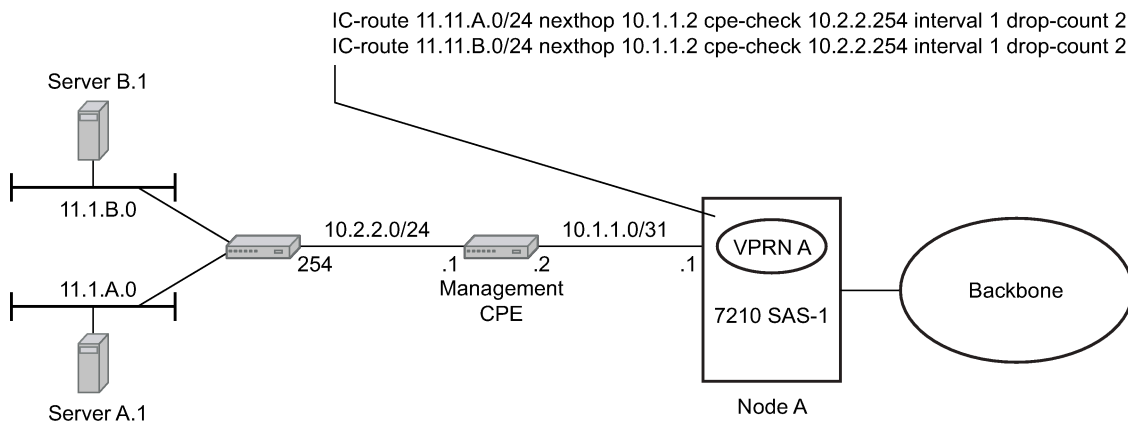 IC-route 11.11.A.0/24 nexthop 10.1.1.2 cpe-check 10.2.2.254 interval 1 drop-count 2
IC-route 11.11.B.0/24 nexthop 10.1.1.2 cpe-check 10.2.2.254 interval 1 drop-count 2
Server B.1
11.1.B.0
10.2.2.0/24
10.1.1.0/31
VPRN A
254
.1
.2
.1
Management
CPE
11.1.A.0
7210 SAS-1
Backbone
Server A.1
Node A